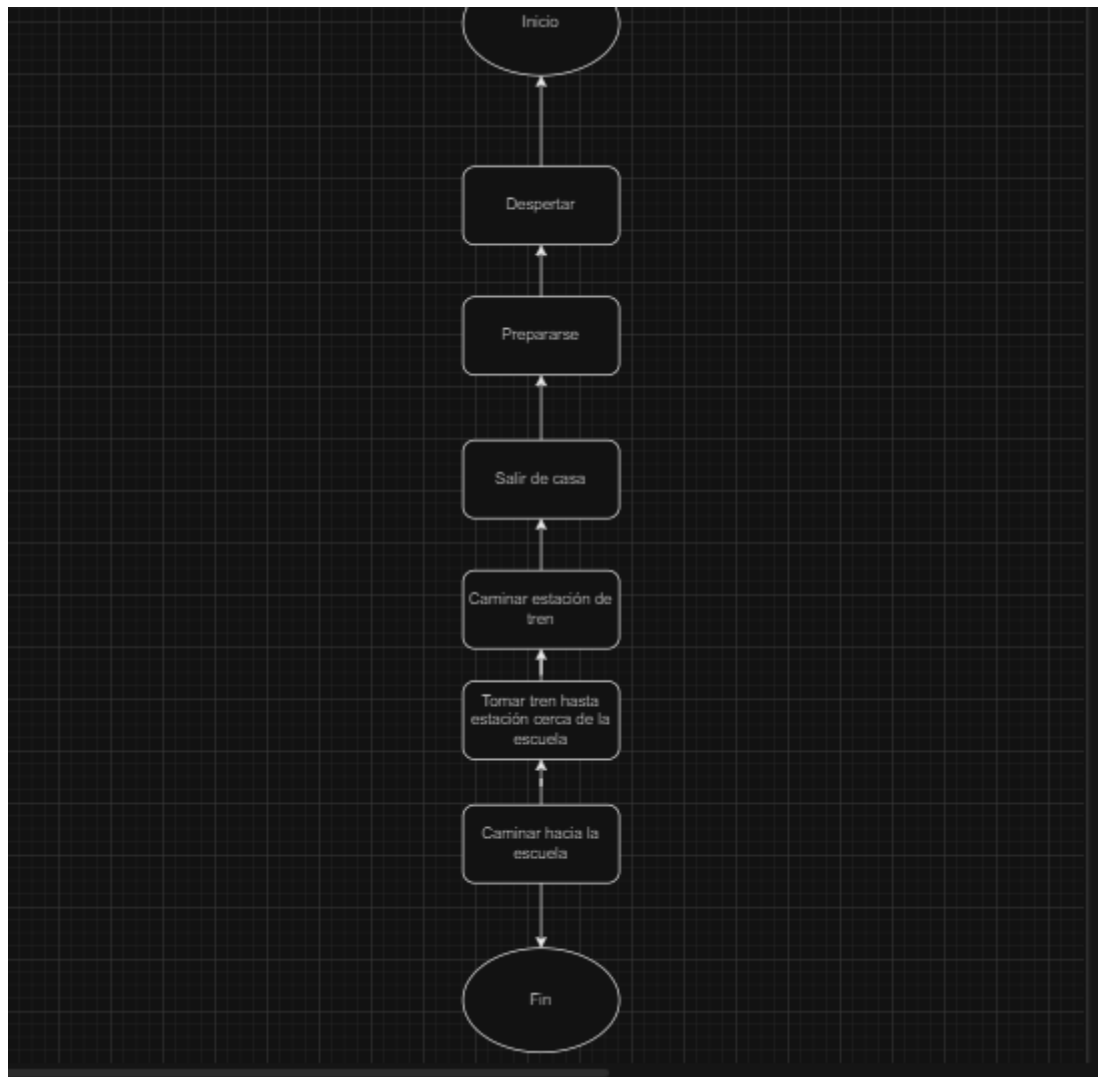 Inicio
Despertar
Prepararse
Salir de casa
Caminar estación de
tren
Tomar tren hasta
estación cerca de la
escuela
Caminar hacia la
escuela
Fin